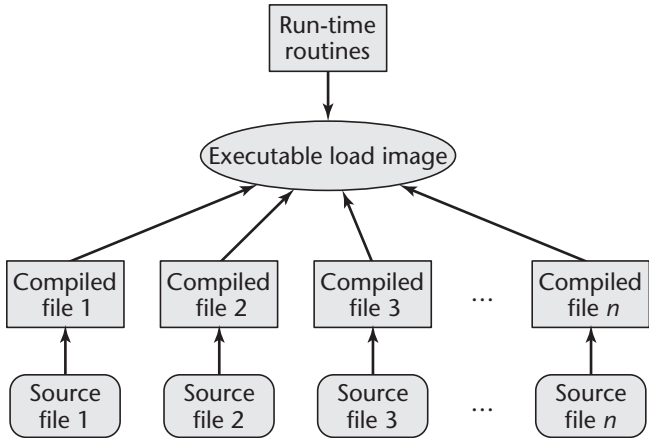 Run-time
routines
Executable load image
Compiled
file 1
Compiled
file 2
Compiled
file 3
...
Compiled
file n
Source
file 1
Source
file 2
Source
file 3
...
Source
file n